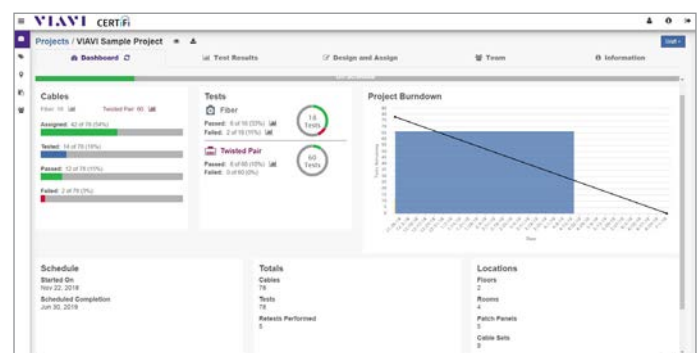 VIAVI CERTiFi
Projects / VIAVI Sample Project
Draft
Dashboard
Test Results
Design and Assign
Team
Information
Cables
Fiber: 18
Twisted Pair: 60
Assigned: 42 of 78 (54%)
Tested: 14 of 78 (18%)
Passed: 12 of 78 (15%)
Failed: 2 of 78 (3%)
Tests
Fiber
Passed: 6 of 18 (33%)
Failed: 2 of 18 (11%)
18
Tests
Twisted Pair
Passed: 6 of 60 (10%)
Failed: 0 of 60 (0%)
60
Tests
Project Burndown
Tests Remaining
Days
Schedule
Started On
Nov 22, 2018
Scheduled Completion
Jun 30, 2019
Totals
Cables
78
Tests
78
Retests Performed
5
Locations
Floors
2
Rooms
4
Patch Panels
5
Cable Sets
9